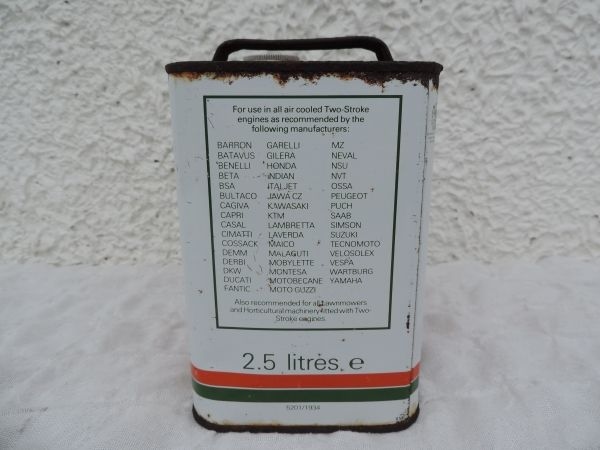 For use in all air cooled Two-Stroke
engines as recommended by the
following manufacturers:
BARRON GARELLI MZ
BATAVUS GILERA NEVAL
BENELLI HONDA NSU
BETA INDIAN NVT
BSA ITALJET OSSA
BULTACO JAWA CZ PEUGEOT
CAGIVA KAWASAKI PUCH
CAPRI KTM SAAB
CASAL LAMBRETTA SIMSON
CIMATTI LAVERDA SUZUKI
COSSACK MAICO TECNOMOTO
DEMM MALAGUTI VELOSOLEX
DERBI MOBYLETTE VESPA
DKW MONTESA WARTBURG
DUCATI MOTOBECANE YAMAHA
FANTIC MOTO GUZZI
Also recommended for all lawnmowers
and Horticultural machinery fitted with Two-
Stroke engines.
2.5 litres ℮
5201/1934